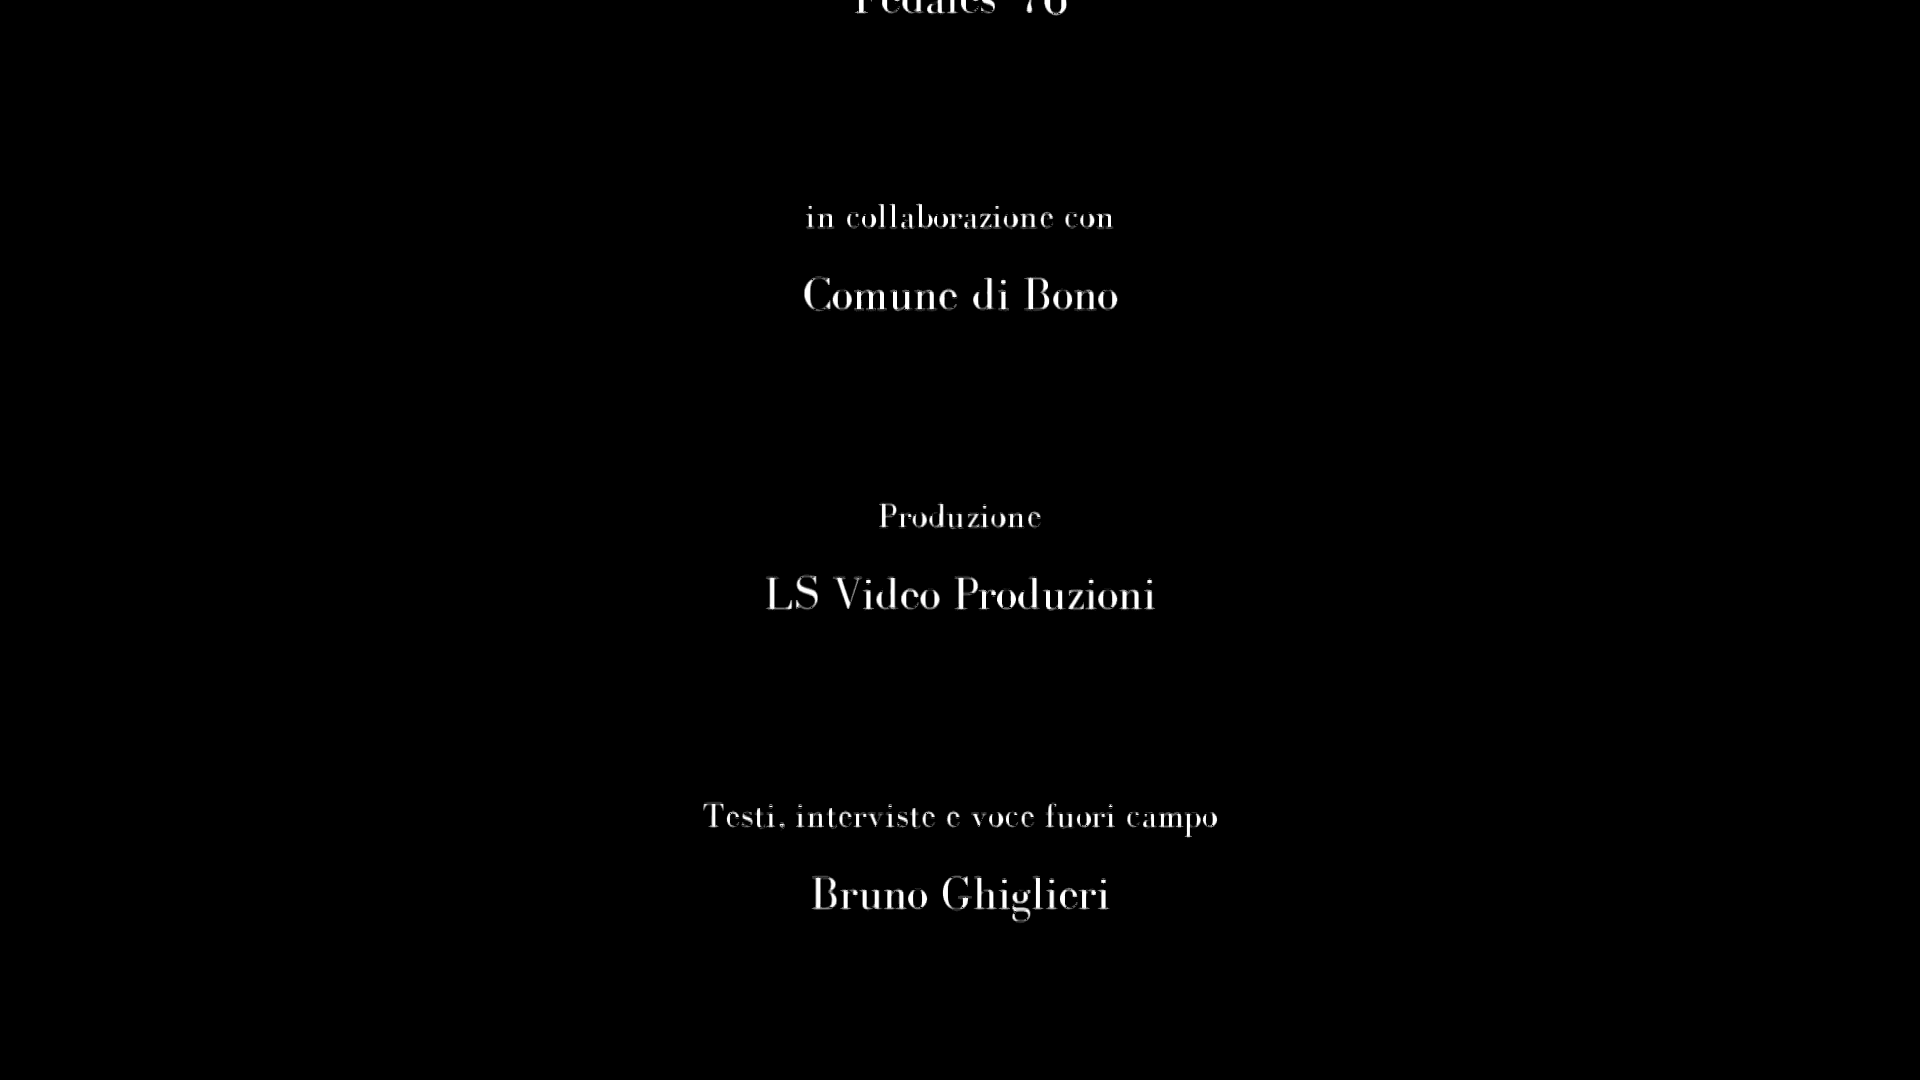 in collaborazione con
Comune di Bono
Produzione
LS Video Produzioni
Testi, interviste e voce fuori campo
Bruno Ghiglieri